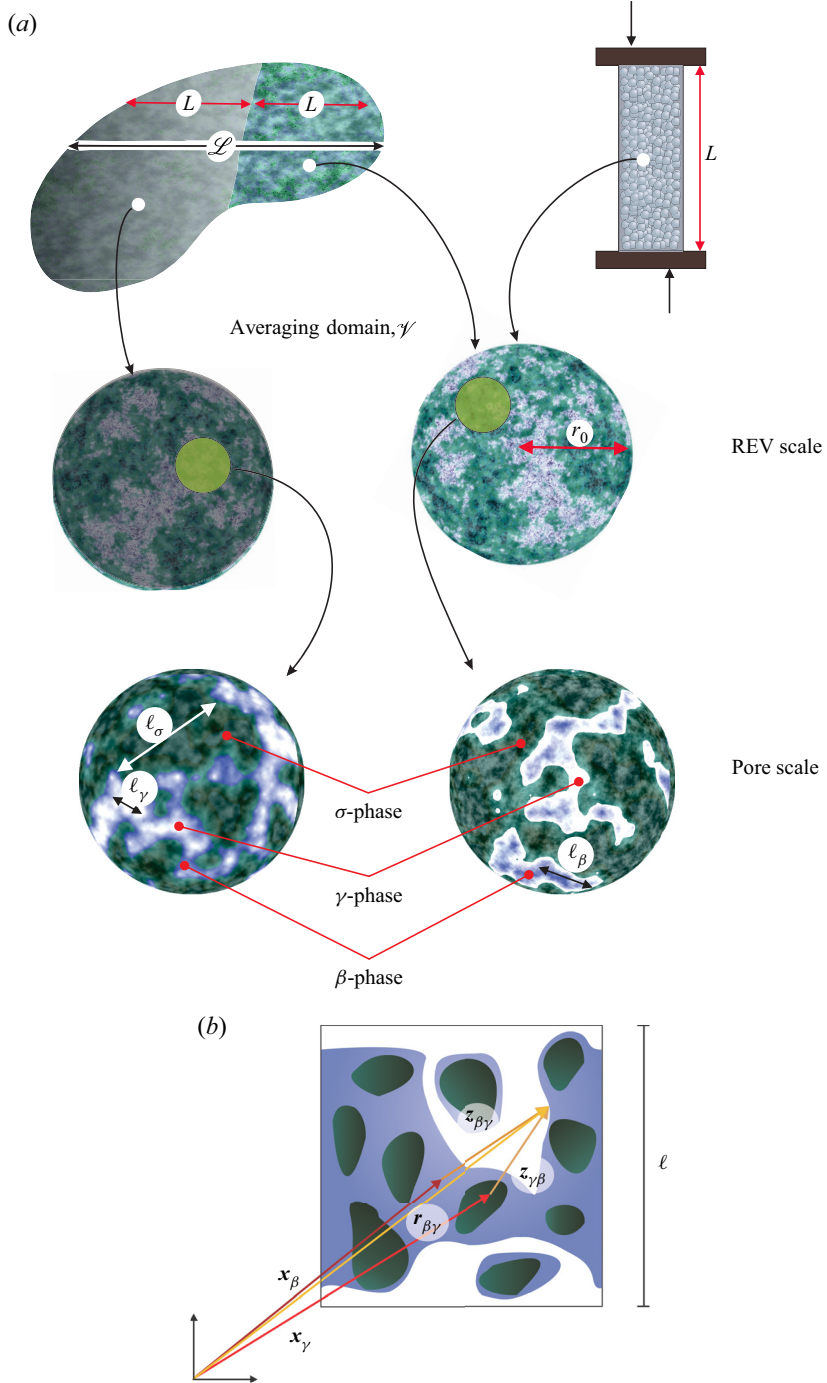 (a)
L
L
ℒ
L
Averaging domain, 𝒱
r₀
REV scale
ℓσ
ℓγ
Pore scale
σ-phase
ℓβ
γ-phase
β-phase
(b)
zβγ
ℓ
zγβ
rβγ
xβ
xγ